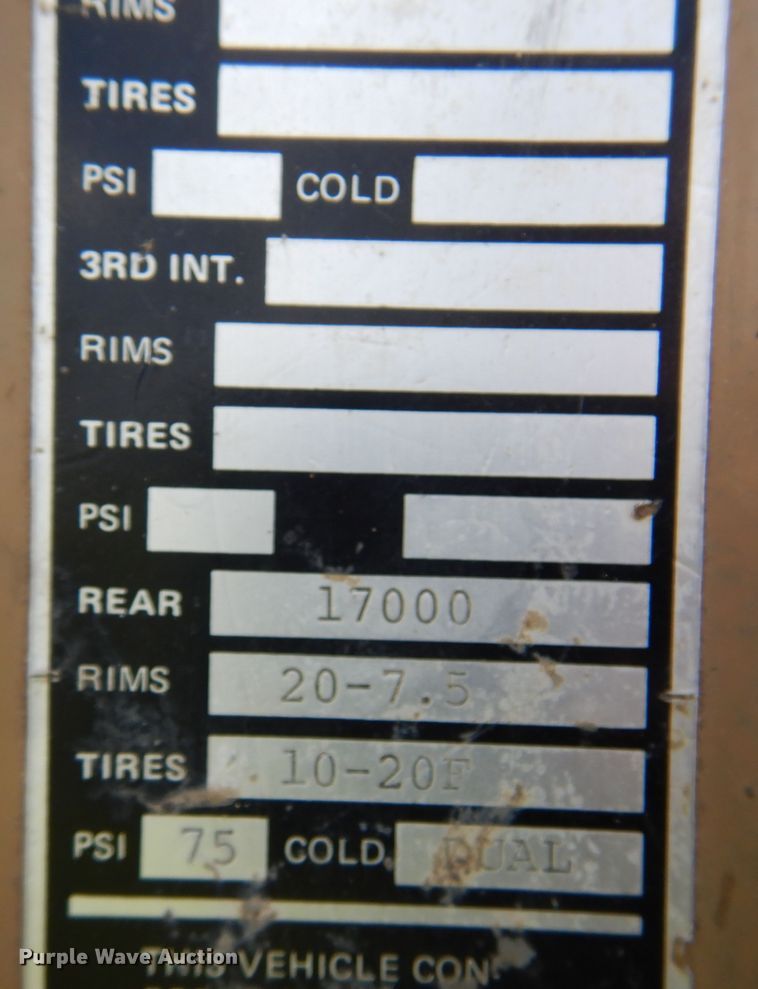 RIMS
TIRES
PSI COLD
3RD INT.
RIMS
TIRES
PSI
REAR 17000
RIMS 20-7.5
TIRES 10-20F
PSI 75 COLD DUAL
THIS VEHICLE CON
Purple Wave Auction